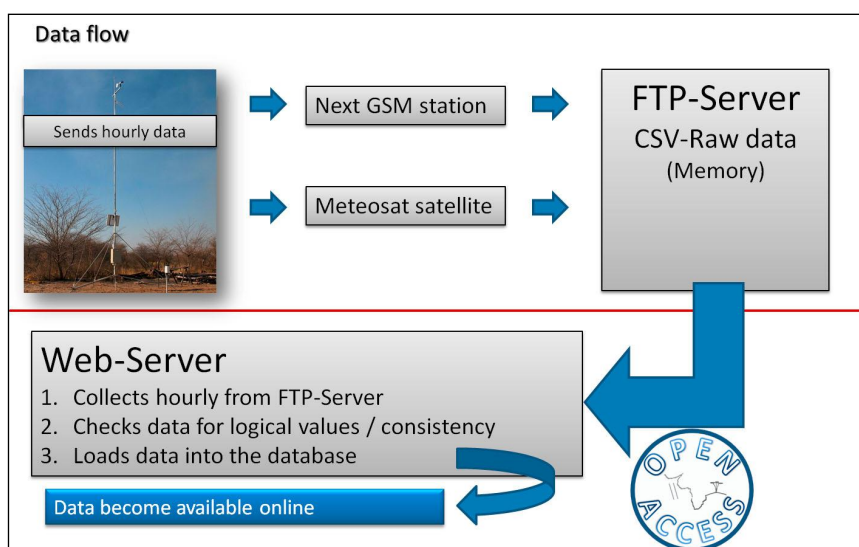 Data flow
Sends hourly data
Next GSM station
Meteosat satellite
FTP-Server
CSV-Raw data
(Memory)
Web-Server
1. Collects hourly from FTP-Server
2. Checks data for logical values / consistency
3. Loads data into the database
Data become available online
OPEN
ACCESS